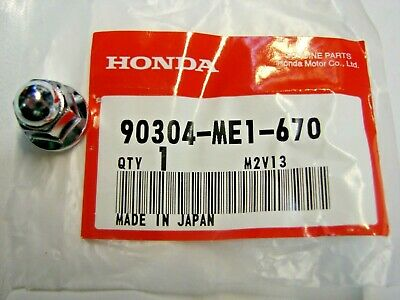 HONDA
GENUINE PARTS
Honda Motor Co., Ltd.
90304-ME1-670
QTY 1 M2V13
MADE IN JAPAN